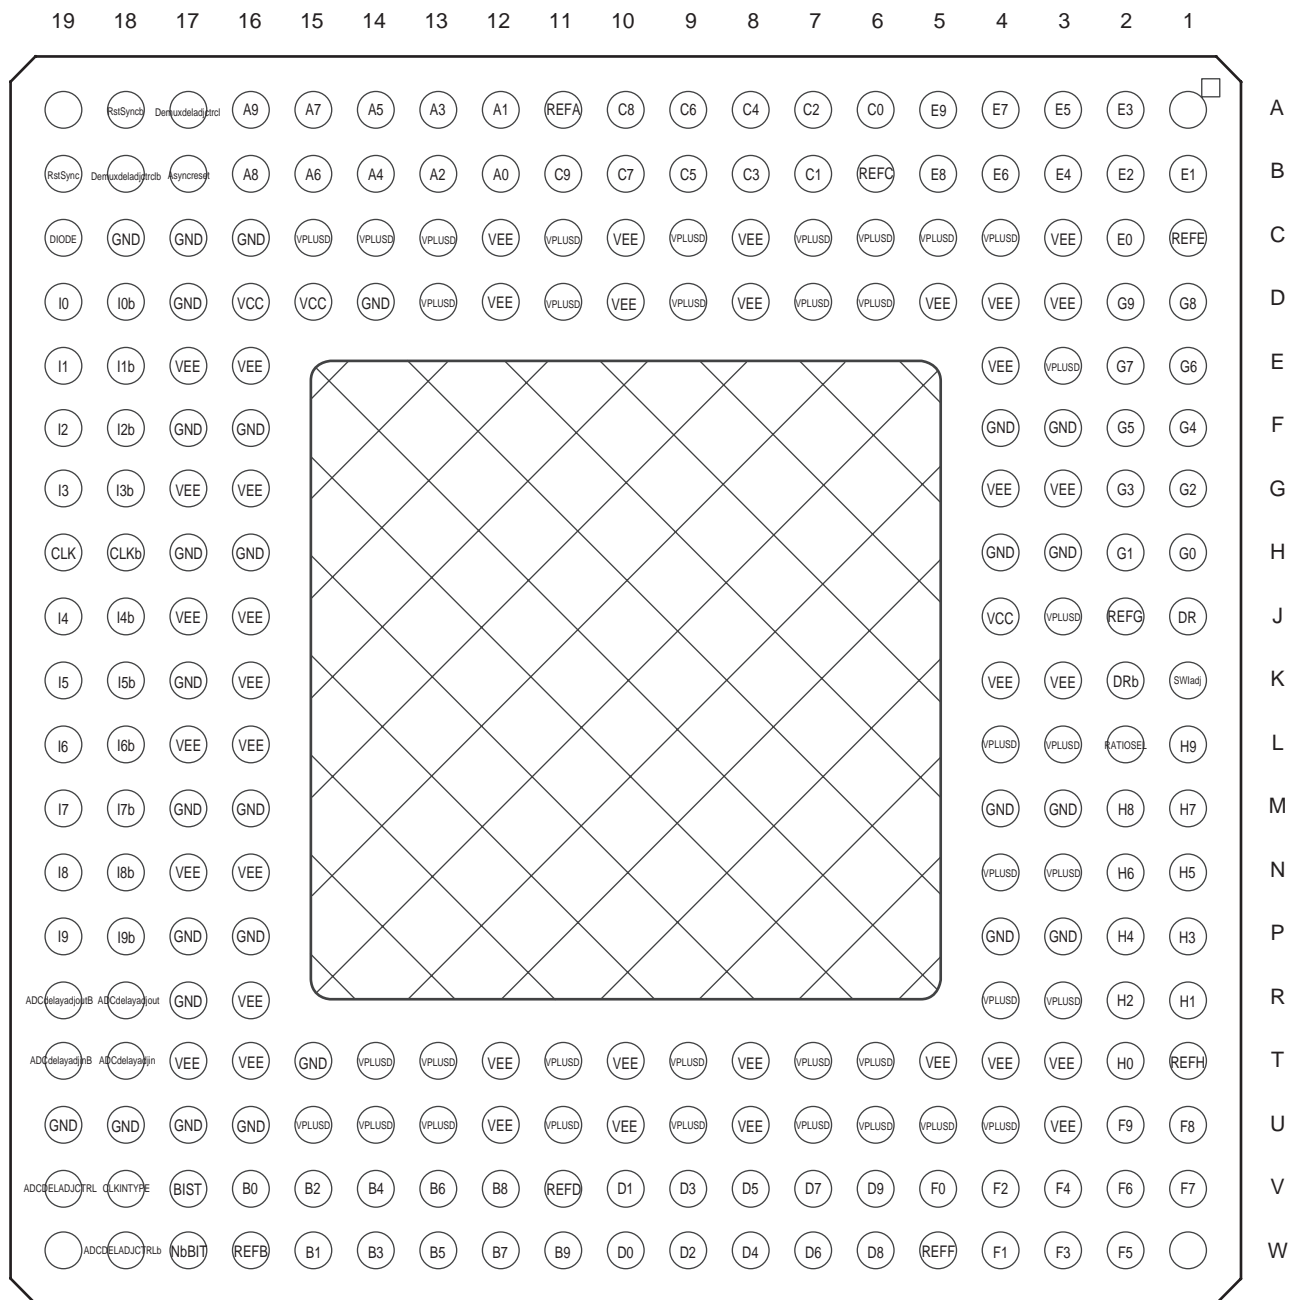 19 18 17 16 15 14 13 12 11 10 9 8 7 6 5 4 3 2 1
RstSyncb Demuxdeladjctrcl A9 A7 A5 A3 A1 REFA C8 C6 C4 C2 C0 E9 E7 E5 E3 A
RstSync Demuxdeladjctrclb Asyncreset A8 A6 A4 A2 A0 C9 C7 C5 C3 C1 REFC E8 E6 E4 E2 E1 B
DIODE GND GND GND VPLUSD VPLUSD VPLUSD VEE VPLUSD VEE VPLUSD VEE VPLUSD VPLUSD VPLUSD VPLUSD VEE E0 REFE C
I0 I0b GND VCC VCC GND VPLUSD VEE VPLUSD VEE VPLUSD VEE VPLUSD VPLUSD VEE VEE VEE G9 G8 D
I1 I1b VEE VEE VEE VPLUSD G7 G6 E
I2 I2b GND GND GND GND G5 G4 F
I3 I3b VEE VEE VEE VEE G3 G2 G
CLK CLKb GND GND GND GND G1 G0 H
I4 I4b VEE VEE VCC VPLUSD REFG DR J
I5 I5b GND VEE VEE VEE DRb SWIadj K
I6 I6b VEE VEE VPLUSD VPLUSD RATIOSEL H9 L
I7 I7b GND GND GND GND H8 H7 M
I8 I8b VEE VEE VPLUSD VPLUSD H6 H5 N
I9 I9b GND GND GND GND H4 H3 P
ADCdelayadjoutB ADCdelayadjout GND VEE VPLUSD VPLUSD H2 H1 R
ADCdelayadjinB ADCdelayadjin VEE VEE GND VPLUSD VPLUSD VEE VPLUSD VEE VPLUSD VEE VPLUSD VPLUSD VEE VEE VEE H0 REFH T
GND GND GND GND VPLUSD VPLUSD VPLUSD VEE VPLUSD VEE VPLUSD VEE VPLUSD VPLUSD VPLUSD VPLUSD VEE F9 F8 U
ADCDELADJCTRL CLKINTYPE BIST B0 B2 B4 B6 B8 REFD D1 D3 D5 D7 D9 F0 F2 F4 F6 F7 V
ADCDELADJCTRLb NbBIT REFB B1 B3 B5 B7 B9 D0 D2 D4 D6 D8 REFF F1 F3 F5 W